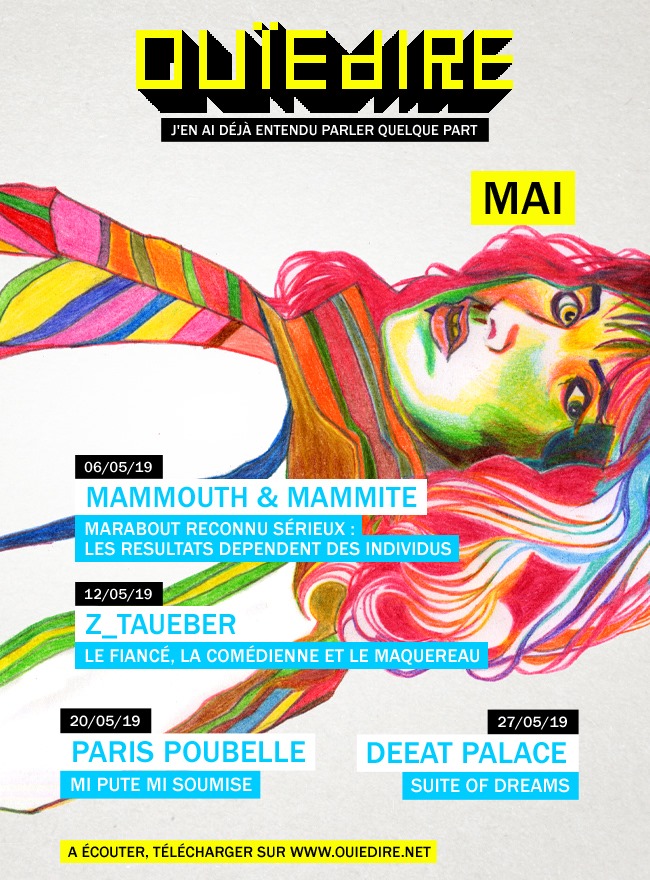 OUÏEdIRE
J'EN AI DÉJÀ ENTENDU PARLER QUELQUE PART
MAI
06/05/19
MAMMOUTH & MAMMITE
MARABOUT RECONNU SÉRIEUX :
LES RESULTATS DEPENDENT DES INDIVIDUS
12/05/19
Z_TAUEBER
LE FIANCÉ, LA COMÉDIENNE ET LE MAQUEREAU
20/05/19
PARIS POUBELLE
MI PUTE MI SOUMISE
27/05/19
DEEAT PALACE
SUITE OF DREAMS
A ÉCOUTER, TÉLÉCHARGER SUR WWW.OUIEDIRE.NET